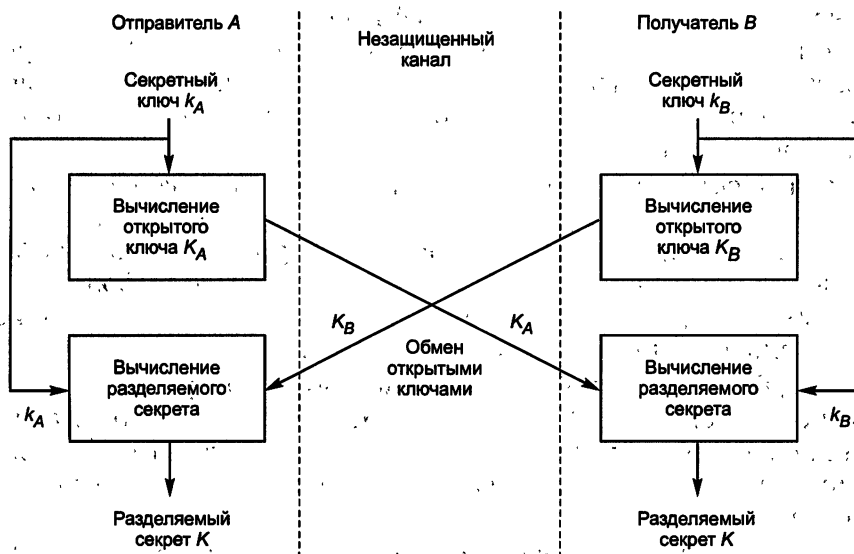 Отправитель A
Незащищенный
канал
Получатель B
Секретный
ключ kA
Секретный
ключ kB
Вычисление
открытого
ключа KA
Вычисление
открытого
ключа KB
KB
KA
Обмен
открытыми
ключами
Вычисление
разделяемого
секрета
Вычисление
разделяемого
секрета
kA
kB
Разделяемый
секрет K
Разделяемый
секрет K